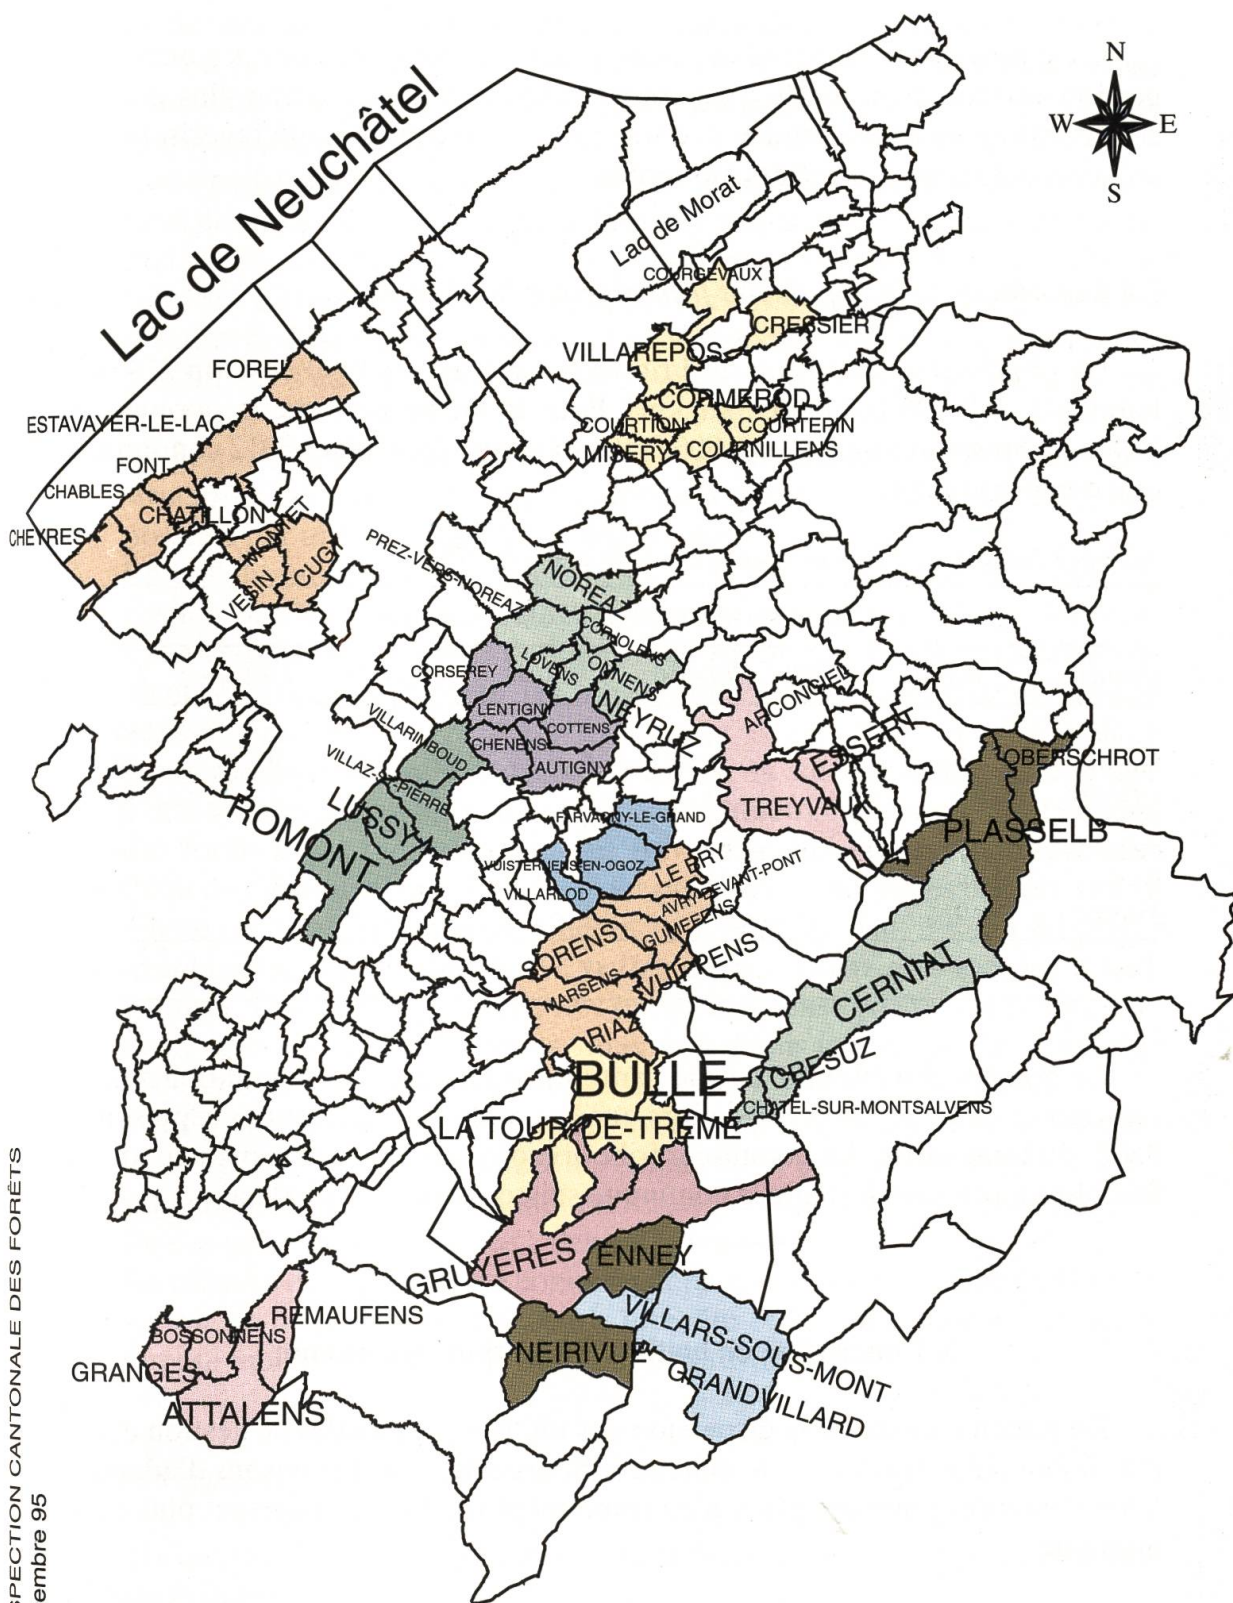 N
W E
S
Lac de Neuchâtel
Lac de Morat
COURGEVAUX
CRESSIER
VILLAREPOS
FOREL
CORMEROD
ESTAVAYER-LE-LAC
COURTION
COURTEPIN
MISERY
COURNILLENS
FONT
CHABLES
CHATILLON
CHEYRES
MONTET
CUGY
VESIN
PREZ-VERS-NOREAZ
NOREAZ
CORJOLENS
LOVENS
ONNENS
CORSEREY
LENTIGNY
NEYRUZ
COTTENS
CHENENS
AUTIGNY
ARCONCIEL
ESSERT
OBERSCHROT
TREYVAUX
PLASSELB
VILLARIMBOUD
VILLAZ-ST-PIERRE
LUSSY
ROMONT
FARVAGNY-LE-GRAND
VUISTERNENS-EN-OGOZ
VILLARLOD
LE BRY
AVRY-DEVANT-PONT
GUMEFENS
SORENS
VUIPPENS
MARSENS
RIAZ
CERNIAT
BULLE
CRESUZ
CHATEL-SUR-MONTSALVENS
LA TOUR-DE-TREME
GRUYERES
ENNEY
VILLARS-SOUS-MONT
NEIRIVUE
GRANDVILLARD
REMAUFENS
BOSSONNENS
GRANGES
ATTALENS
SPECTION CANTONALE DES FORÊTS
embre 95